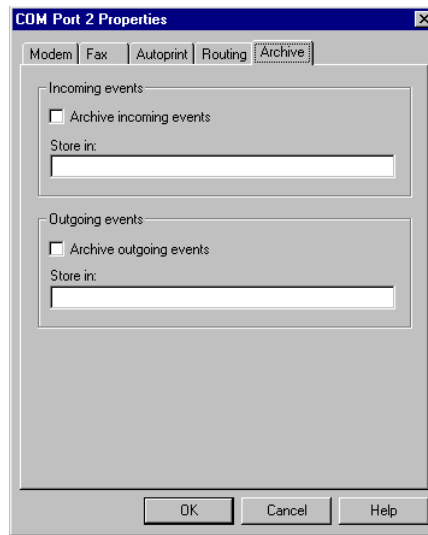 COM Port 2 Properties
Modem Fax Autoprint Routing Archive
Incoming events
Archive incoming events
Store in:
Outgoing events
Archive outgoing events
Store in:
OK Cancel Help